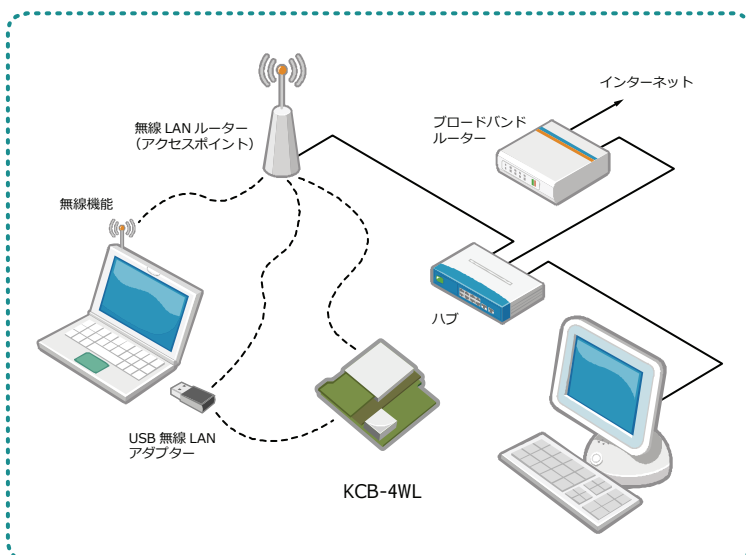 インターネット
無線 LAN ルーター
（アクセスポイント）
ブロードバンド
ルーター
無線機能
ハブ
USB 無線 LAN
アダプター
KCB-4WL